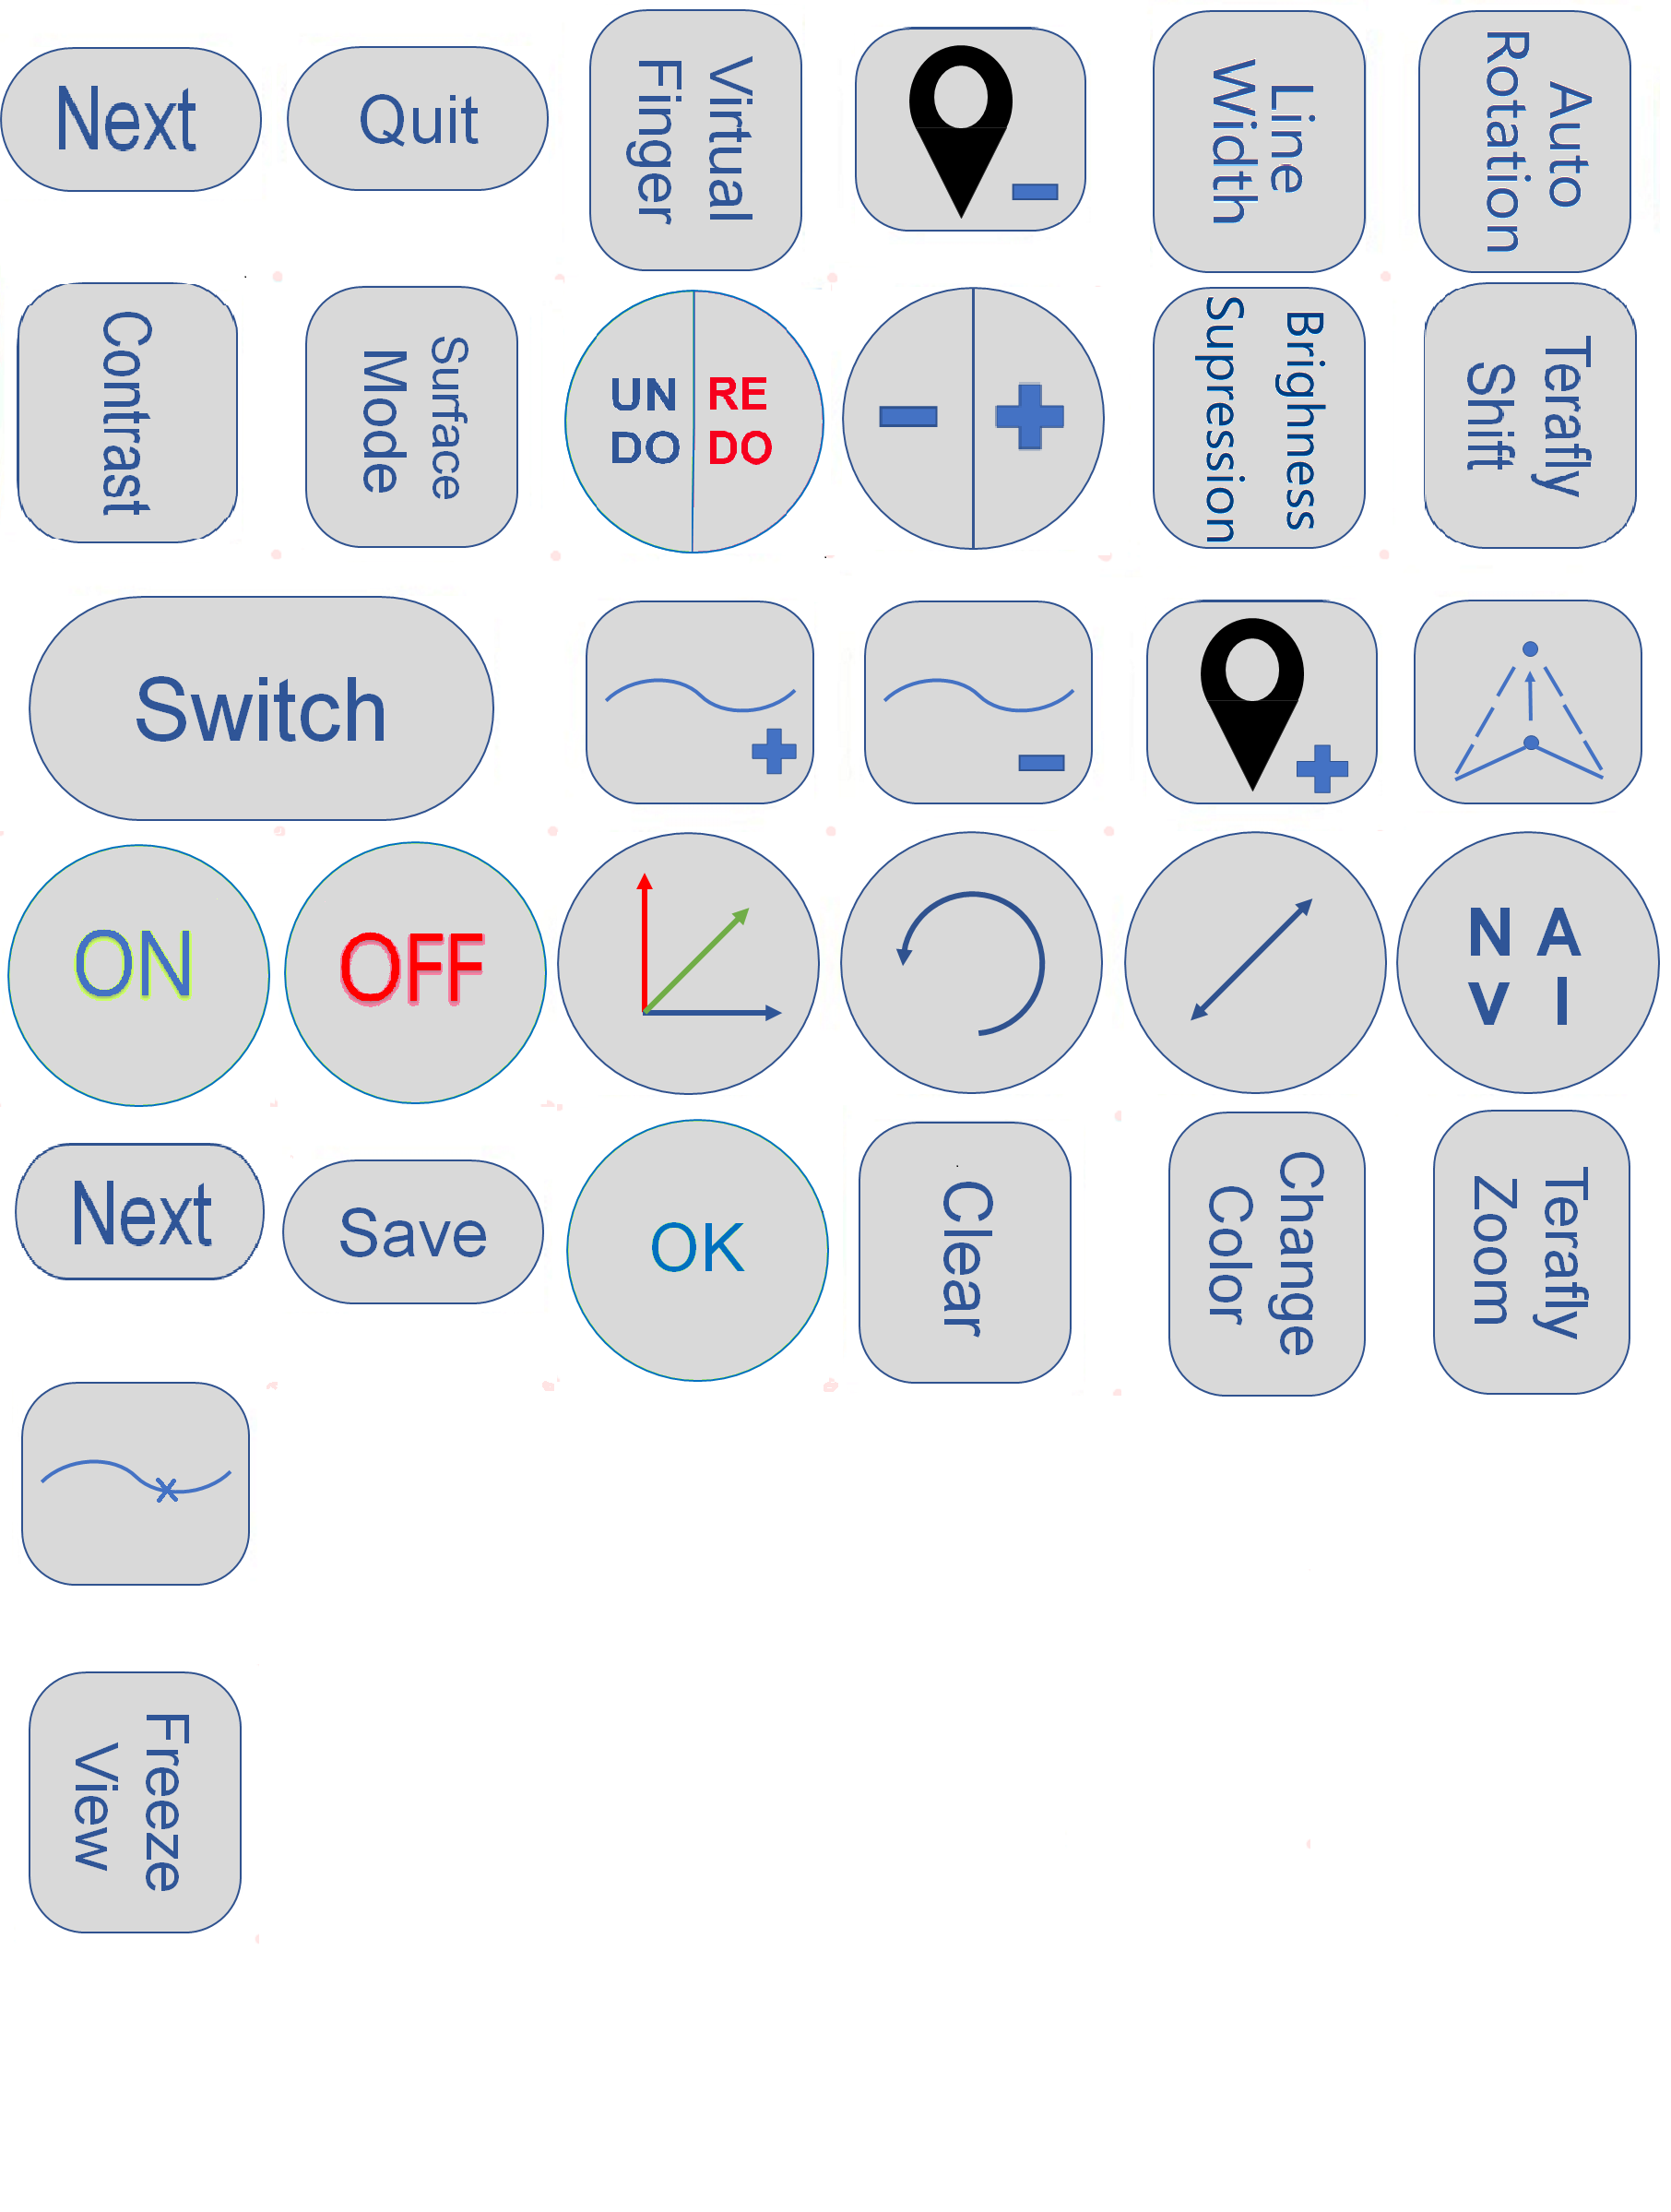 Next
Quit
Virtual
Finger
Line
Width
Auto
Rotation
Contrast
Surface
Mode
UN
DO
RE
DO
Brighness
Supression
Terafly
Shift
Switch
ON
OFF
N A
V I
Next
Save
OK
Clear
Change
Color
Terafly
Zoom
Freeze
View